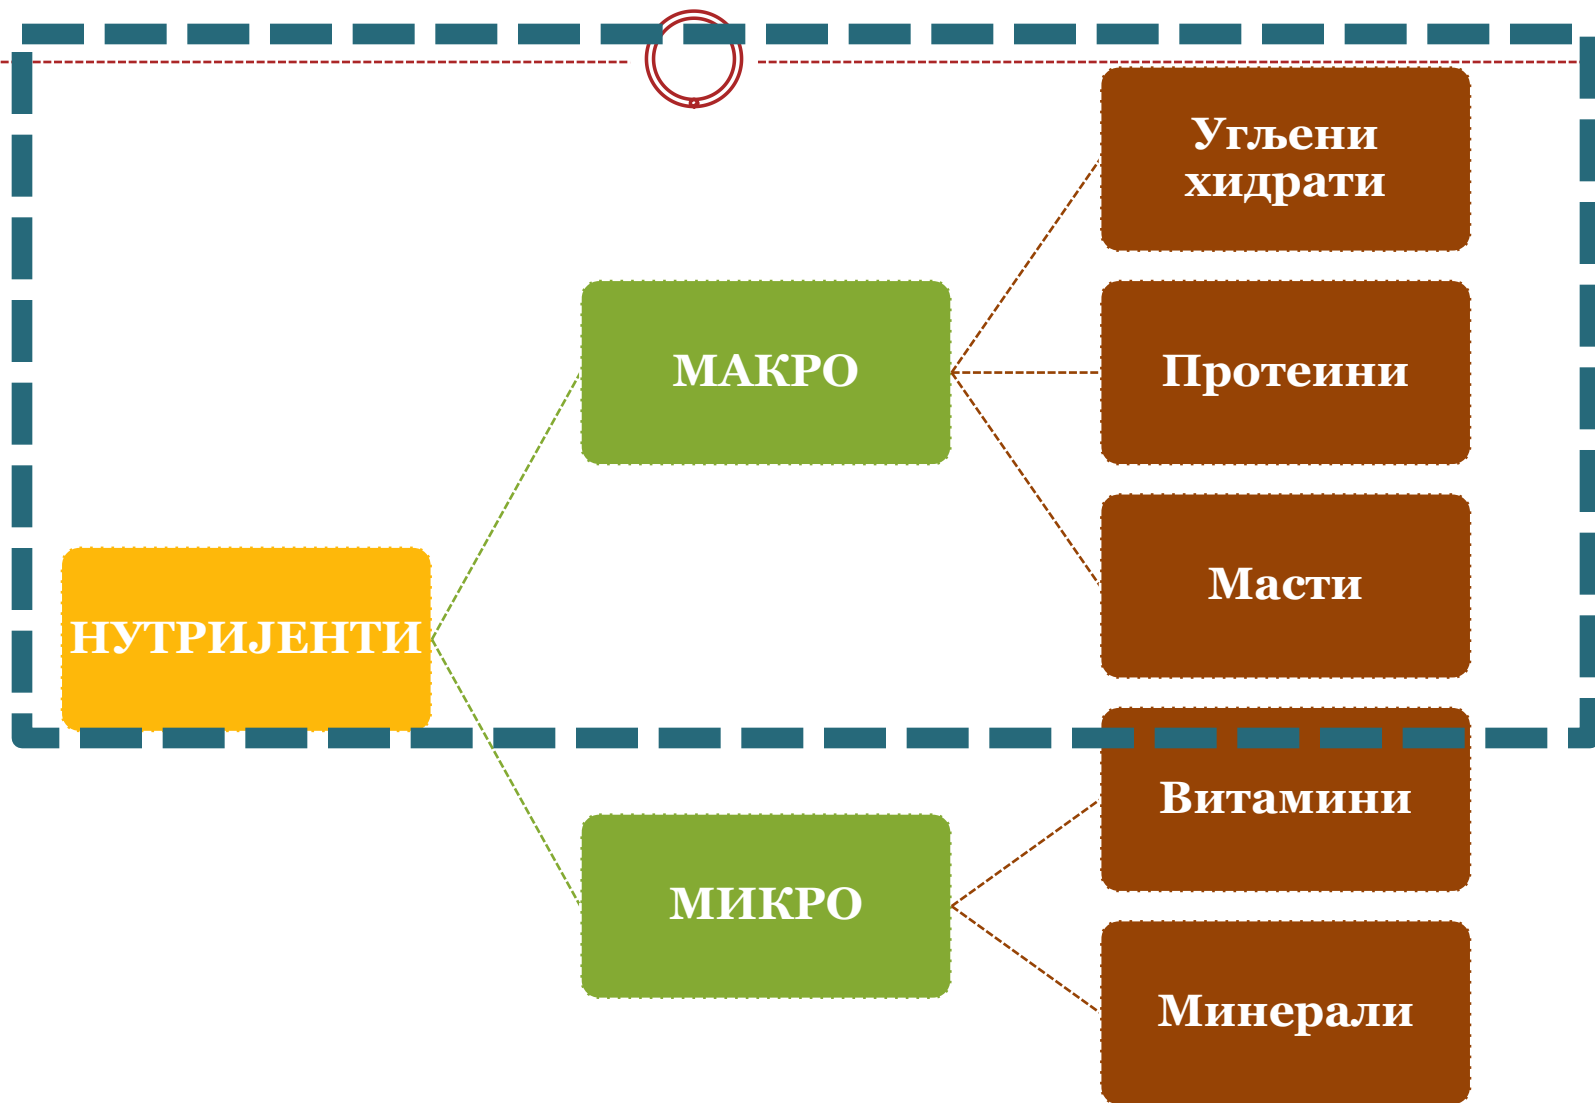 Угљени
хидрати
МАКРО
Протеини
Масти
НУТРИЈЕНТИ
Витамини
МИКРО
Минерали